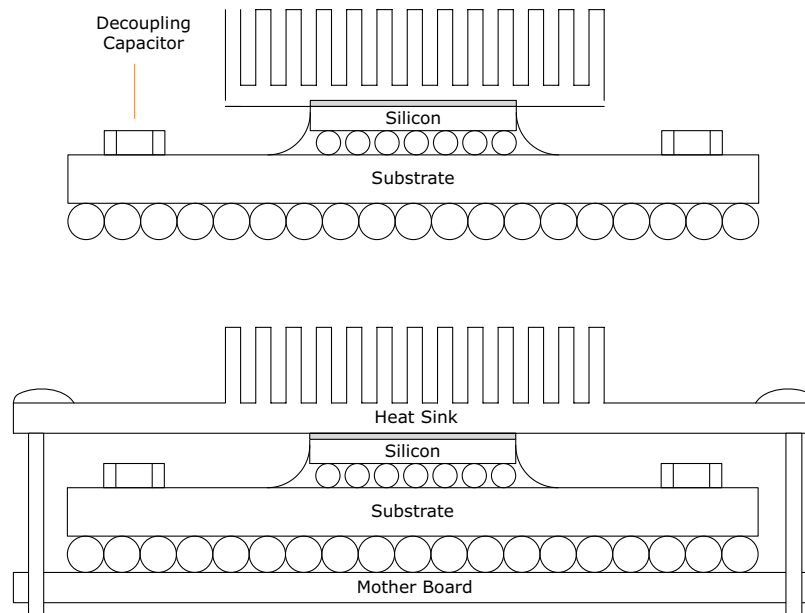 Decoupling
Capacitor
Silicon
Substrate
Heat Sink
Silicon
Substrate
Mother Board